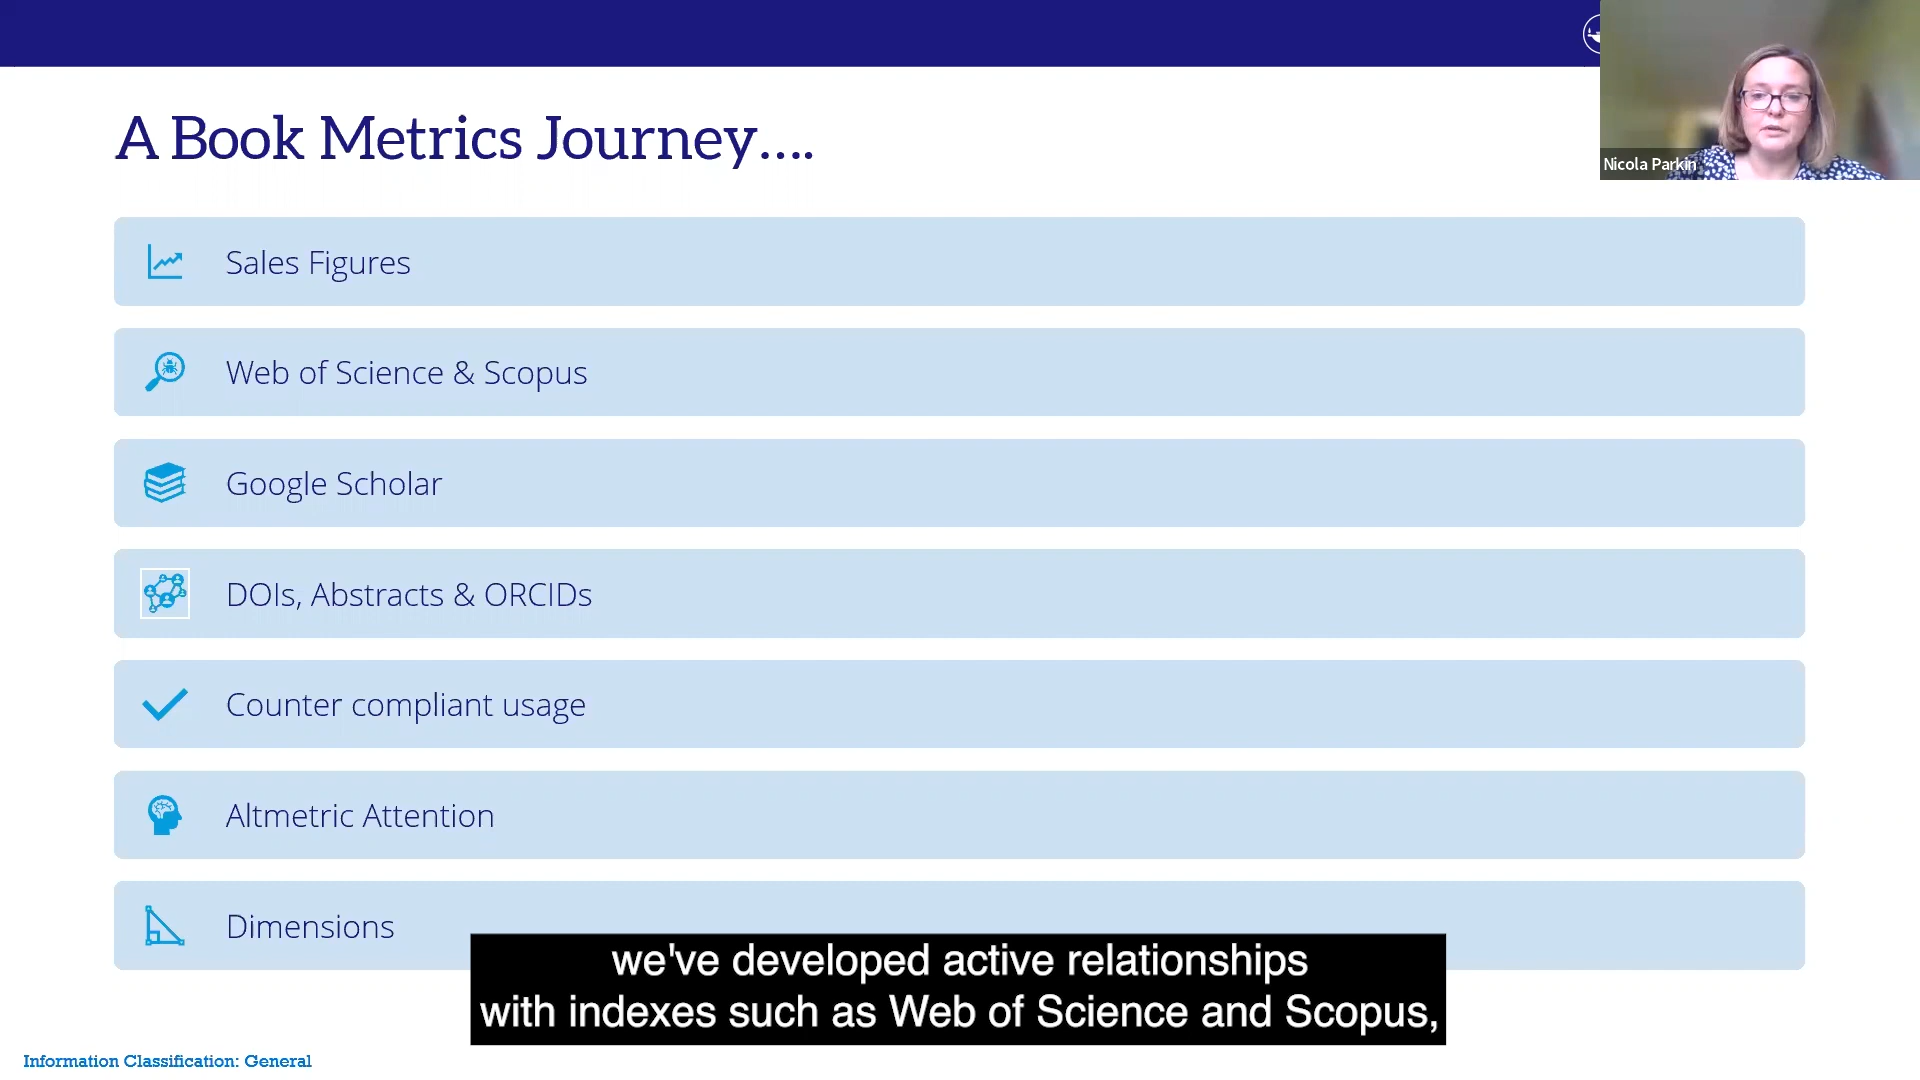 A Book Metrics Journey....
Nicola Parkin
Sales Figures
Web of Science & Scopus
Google Scholar
DOIs, Abstracts & ORCIDs
Counter compliant usage
Altmetric Attention
Dimensions
we've developed active relationships
with indexes such as Web of Science and Scopus,
Information Classification: General